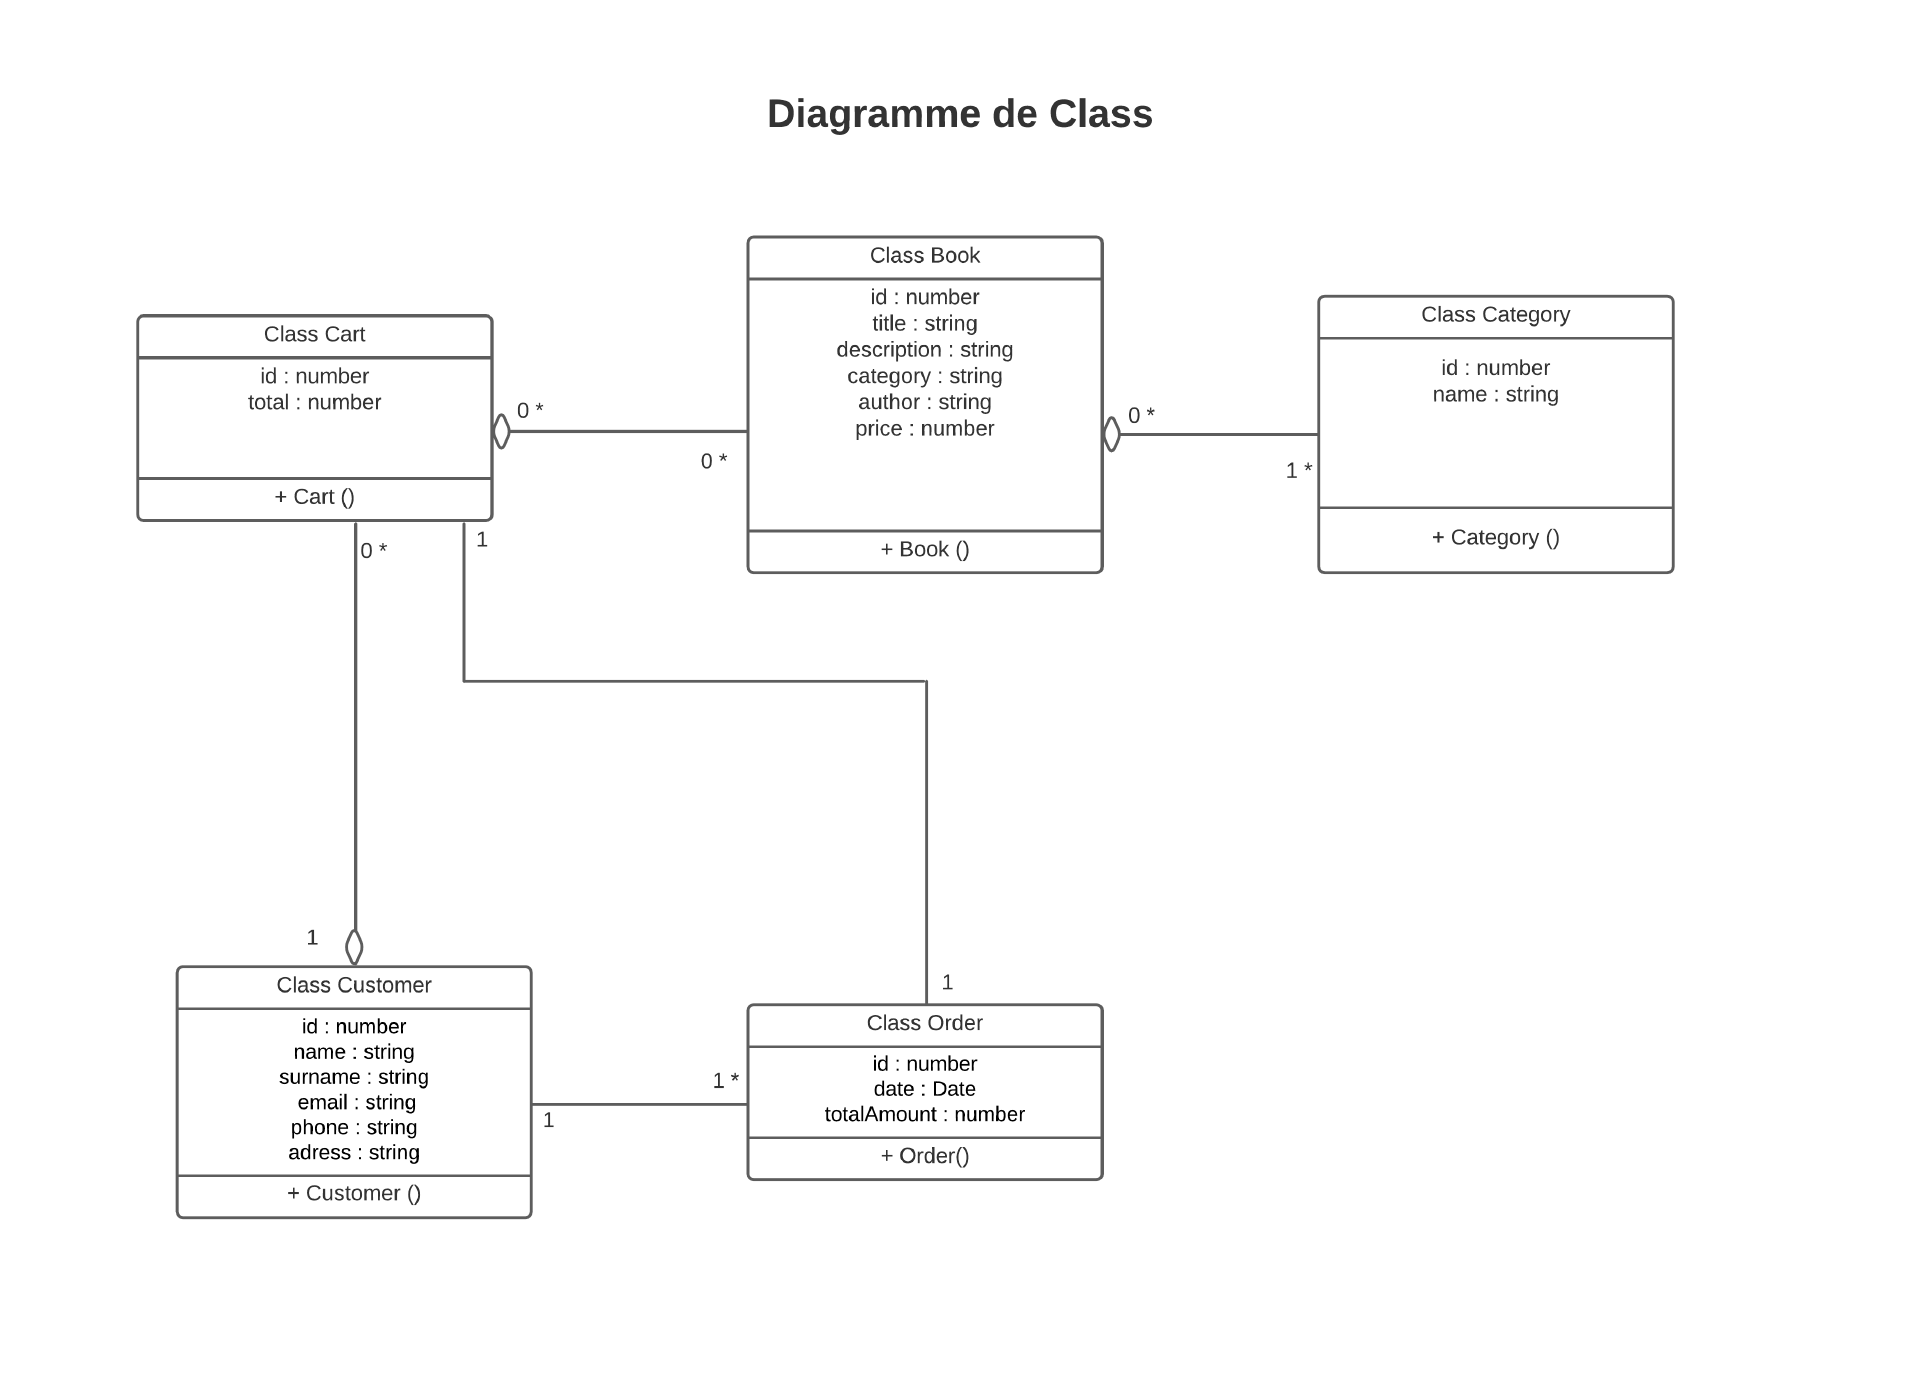 Diagramme de Class
Class Cart
id : number
total : number
+ Cart ()
0 *
0 *
Class Book
id : number
title : string
description : string
category : string
author : string
price : number
+ Book ()
0 *
1 *
Class Category
id : number
name : string
+ Category ()
0 *
1
1
1
Class Customer
id : number
name : string
surname : string
email : string
phone : string
adress : string
+ Customer ()
1
1 *
Class Order
id : number
date : Date
totalAmount : number
+ Order()